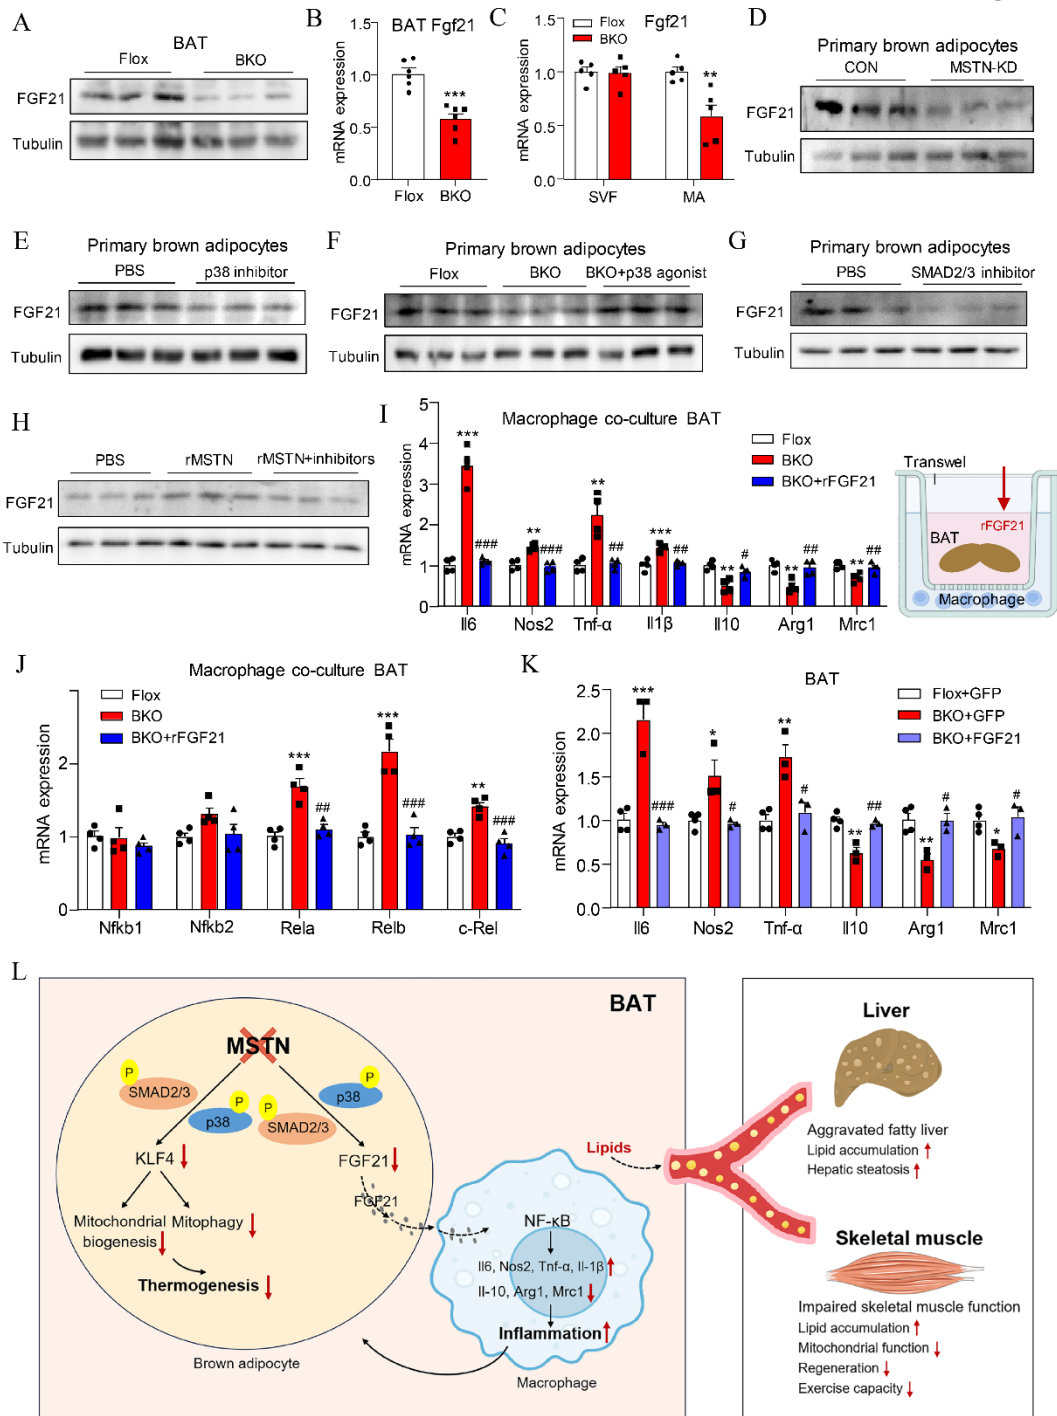 A
BAT
Flox BKO
FGF21
Tubulin
B
BAT Fgf21
mRNA expression
1.5
1.0
0.5
0.0
***
Flox BKO
C
Fgf21
Flox
BKO
mRNA expression
1.5
1.0
0.5
0.0
**
SVF MA
D
Primary brown adipocytes
CON MSTN-KD
FGF21
Tubulin
E
Primary brown adipocytes
PBS p38 inhibitor
FGF21
Tubulin
F
Primary brown adipocytes
Flox BKO BKO+p38 agonist
FGF21
Tubulin
G
Primary brown adipocytes
PBS SMAD2/3 inhibitor
FGF21
Tubulin
H
PBS rMSTN rMSTN+inhibitors
FGF21
Tubulin
I
Macrophage co-culture BAT
Flox
BKO
BKO+rFGF21
mRNA expression
5
4
3
2
1
0
*** ### ** ### ** ## *** ## ** # ** ## ** ##
Il6 Nos2 Tnf-α Il1β Il10 Arg1 Mrc1
Transwel
rFGF21
BAT
Macrophage
J
Macrophage co-culture BAT
Flox
BKO
BKO+rFGF21
mRNA expression
2
1
0
*** ## *** ### ** ###
Nfkb1 Nfkb2 Rela Relb c-Rel
K
BAT
Flox+GFP
BKO+GFP
BKO+FGF21
mRNA expression
2.5
2.0
1.5
1.0
0.5
0.0
*** ### * # ** # ** ## ** # * #
Il6 Nos2 Tnf-α Il10 Arg1 Mrc1
L
BAT
MSTN
P
SMAD2/3
P
p38
P
SMAD2/3
P
p38
KLF4
FGF21
FGF21
Mitochondrial
biogenesis
Mitophagy
Thermogenesis
Brown adipocyte
NF-κB
Il6, Nos2, Tnf-α, Il-1β
Il-10, Arg1, Mrc1
Inflammation
Macrophage
Lipids
Liver
Aggravated fatty liver
Lipid accumulation
Hepatic steatosis
Skeletal muscle
Impaired skeletal muscle function
Lipid accumulation
Mitochondrial function
Regeneration
Exercise capacity